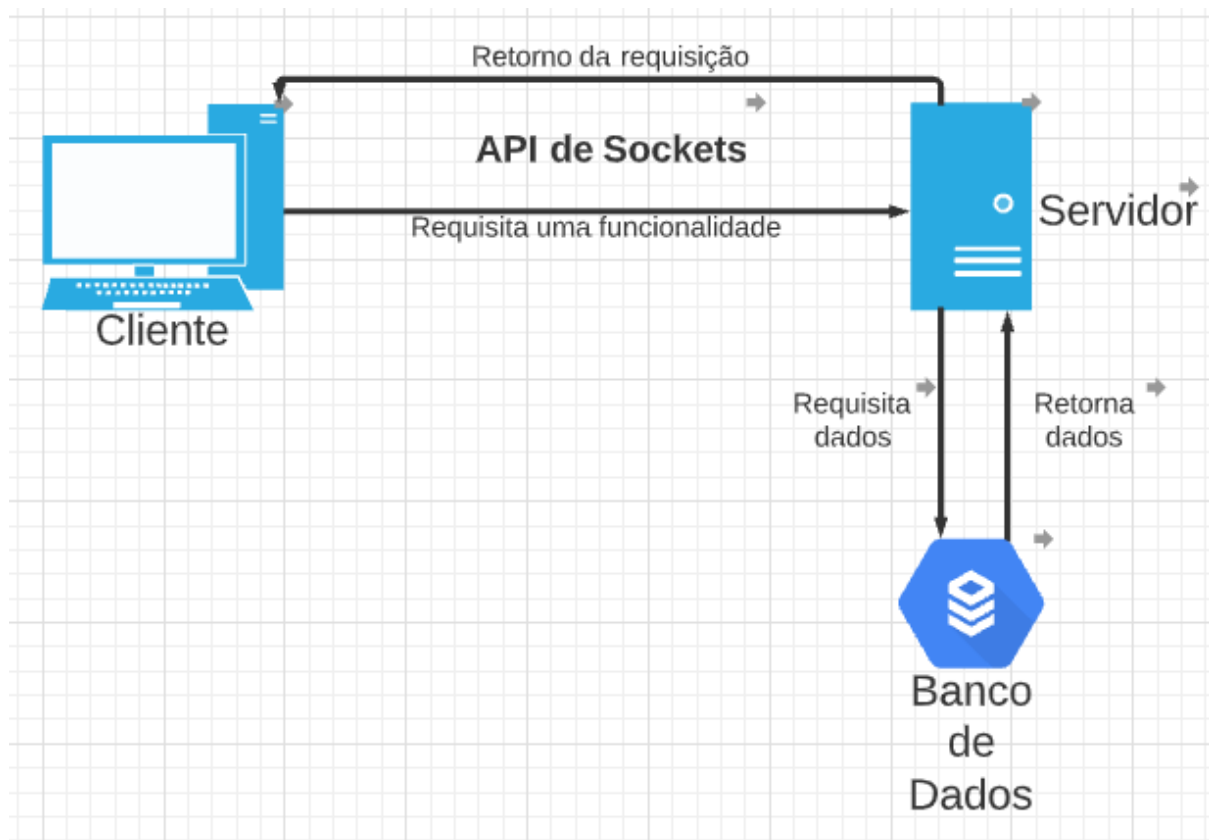 Retorno da requisição
API de Sockets
Requisita uma funcionalidade
Servidor
Cliente
Requisita
dados
Retorna
dados
Banco
de
Dados